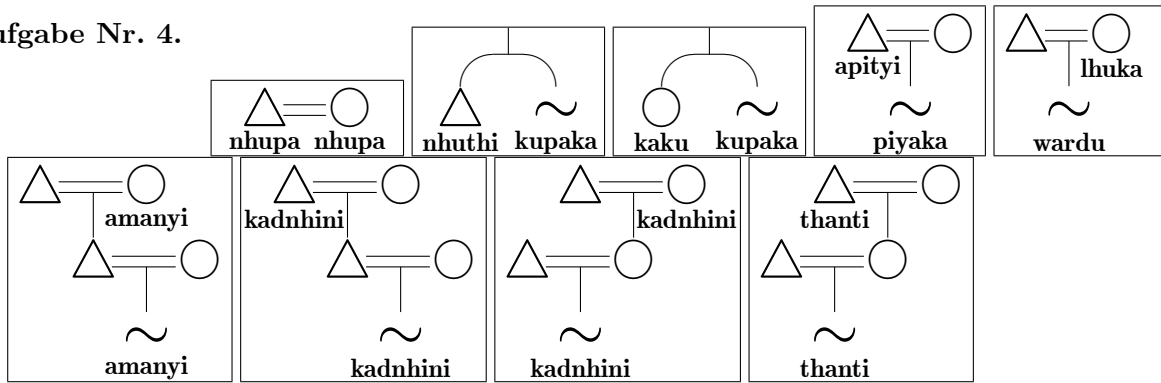 ufgabe Nr. 4.
apityi
lhuka
nhupa nhupa
nhuthi kupaka
kaku kupaka
piyaka
wardu
amanyi
kadnhini
kadnhini
thanti
amanyi
kadnhini
kadnhini
thanti